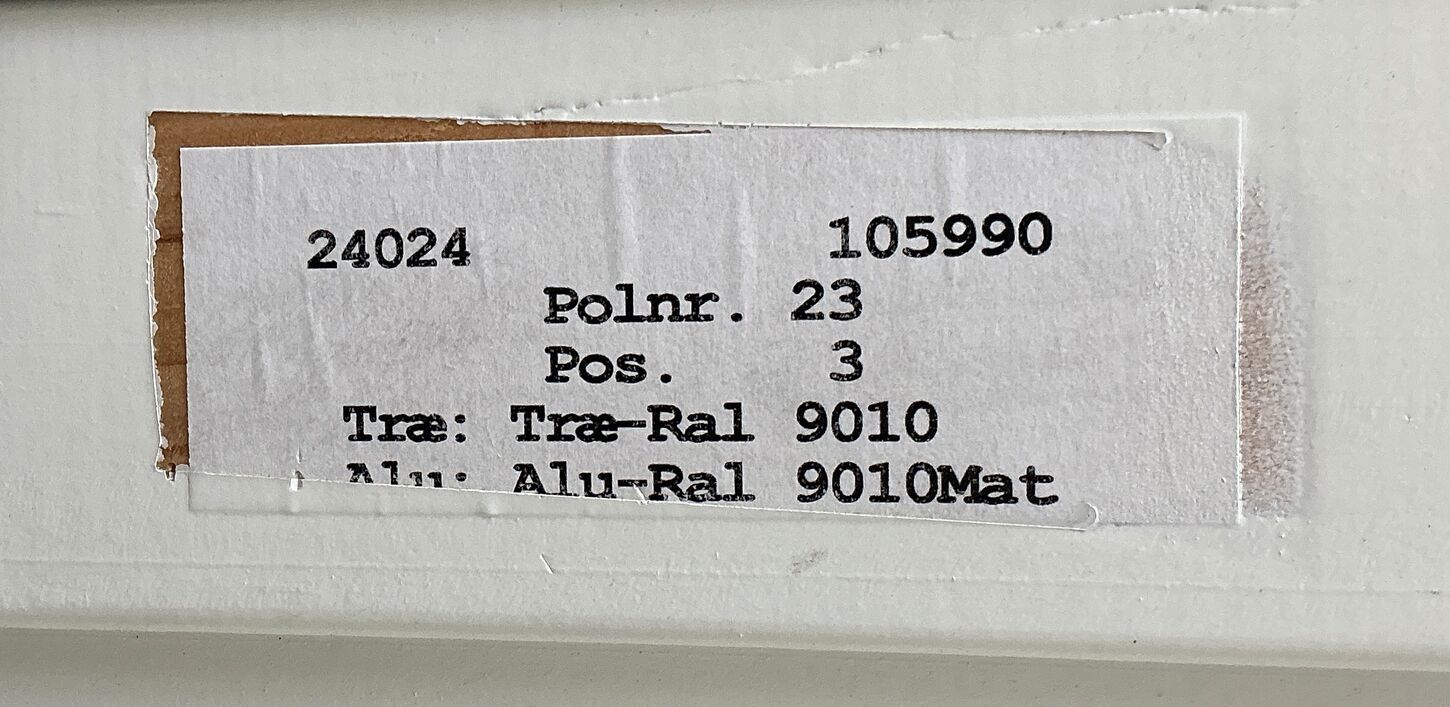 24024 105990
Polnr. 23
Pos. 3
Træ: Træ-Ral 9010
Alu: Alu-Ral 9010Mat